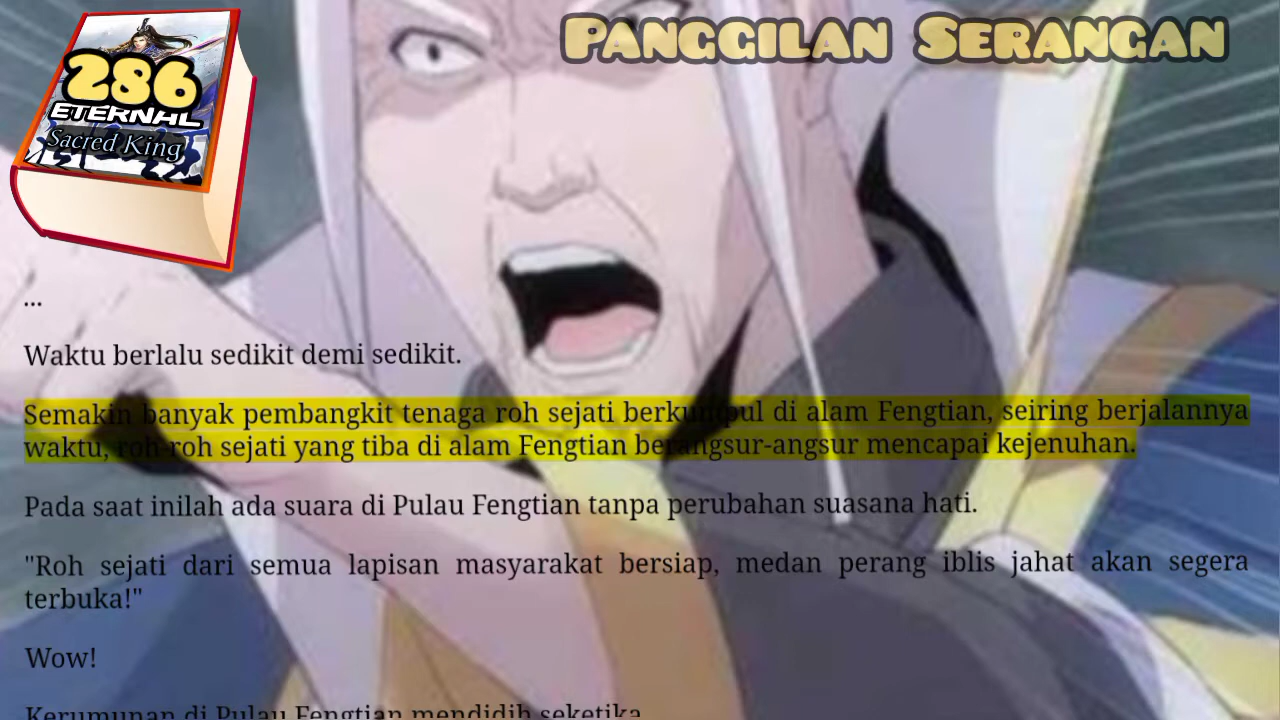 Panggilan Serangan
286
ETERNAL
Sacred King
...
Waktu berlalu sedikit demi sedikit.
Semakin banyak pembangkit tenaga roh sejati berkumpul di alam Fengtian, seiring berjalannya
waktu, roh-roh sejati yang tiba di alam Fengtian berangsur-angsur mencapai kejenuhan.
Pada saat inilah ada suara di Pulau Fengtian tanpa perubahan suasana hati.
"Roh sejati dari semua lapisan masyarakat bersiap, medan perang iblis jahat akan segera
terbuka!"
Wow!
Kerumunan di Pulau Fengtian mendidih seketika